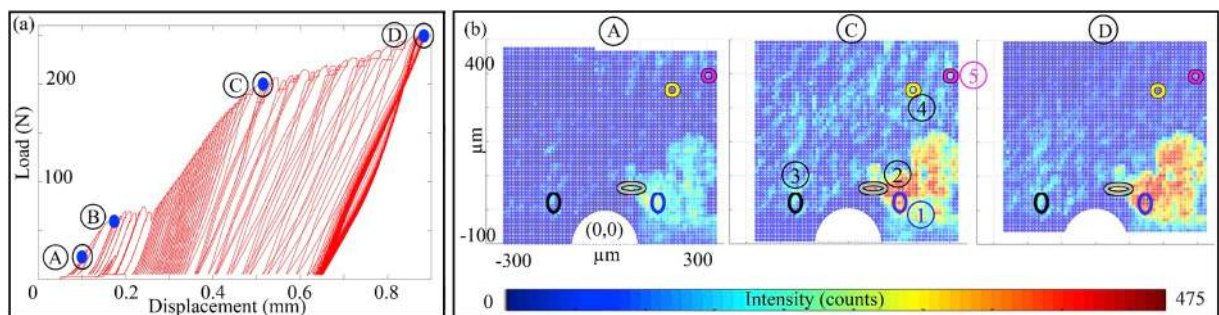 (a)
D
200
C
Load (N)
100
B
A
0
0.2
0.4
0.6
0.8
Displacement (mm)
(b)
A
C
D
400
5
4
µm
3
2
1
(0,0)
-100
-300
µm
300
0
Intensity (counts)
475